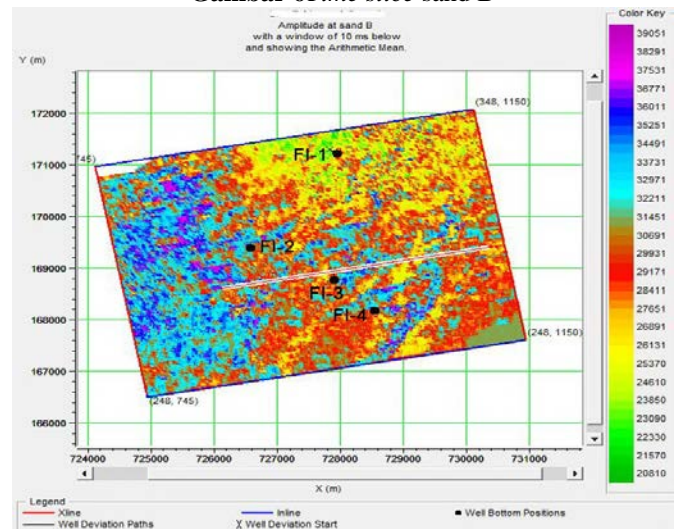 Amplitude at sand B
with a window of 10 ms below
and showing the Arithmetic Mean.
Color Key
Y (m)
172000
171000
170000
169000
168000
167000
166000
(348, 1150)
745)
FI-1
FI-2
FI-3
FI-4
(248, 1150)
(248, 745)
724000 725000 726000 727000 728000 729000 730000 731000
X (m)
39051
38291
37531
36771
36011
35251
34491
33731
32971
32211
31451
30691
29931
29171
28411
27651
26891
26131
25370
24610
23850
23090
22330
21570
20810
Legend
Xline Inline Well Bottom Positions
Well Deviation Paths Well Deviation Start